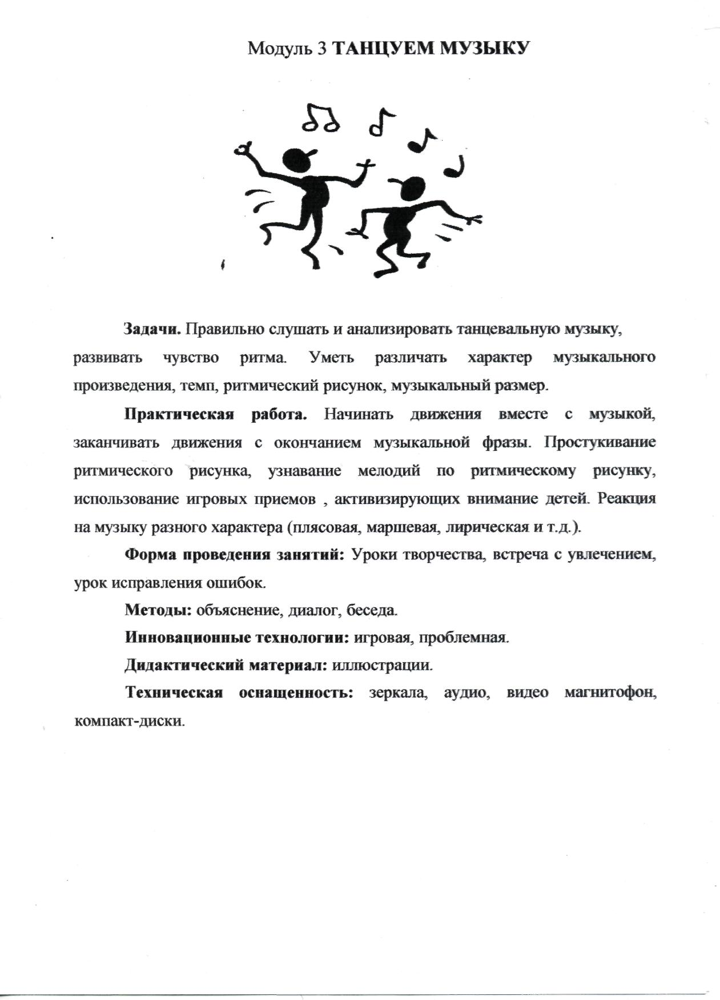 Модуль 3 ТАНЦУЕМ МУЗЫКУ
Задачи. Правильно слушать и анализировать танцевальную музыку,
развивать чувство ритма. Уметь различать характер музыкального
произведения, темп, ритмический рисунок, музыкальный размер.
Практическая работа. Начинать движения вместе с музыкой,
заканчивать движения с окончанием музыкальной фразы. Простукивание
ритмического рисунка, узнавание мелодий по ритмическому рисунку,
использование игровых приемов , активизирующих внимание детей. Реакция
на музыку разного характера (плясовая, маршевая, лирическая и т.д.).
Форма проведения занятий: Уроки творчества, встреча с увлечением,
урок исправления ошибок.
Методы: объяснение, диалог, беседа.
Инновационные технологии: игровая, проблемная.
Дидактический материал: иллюстрации.
Техническая оснащенность: зеркала, аудио, видео магнитофон,
компакт-диски.